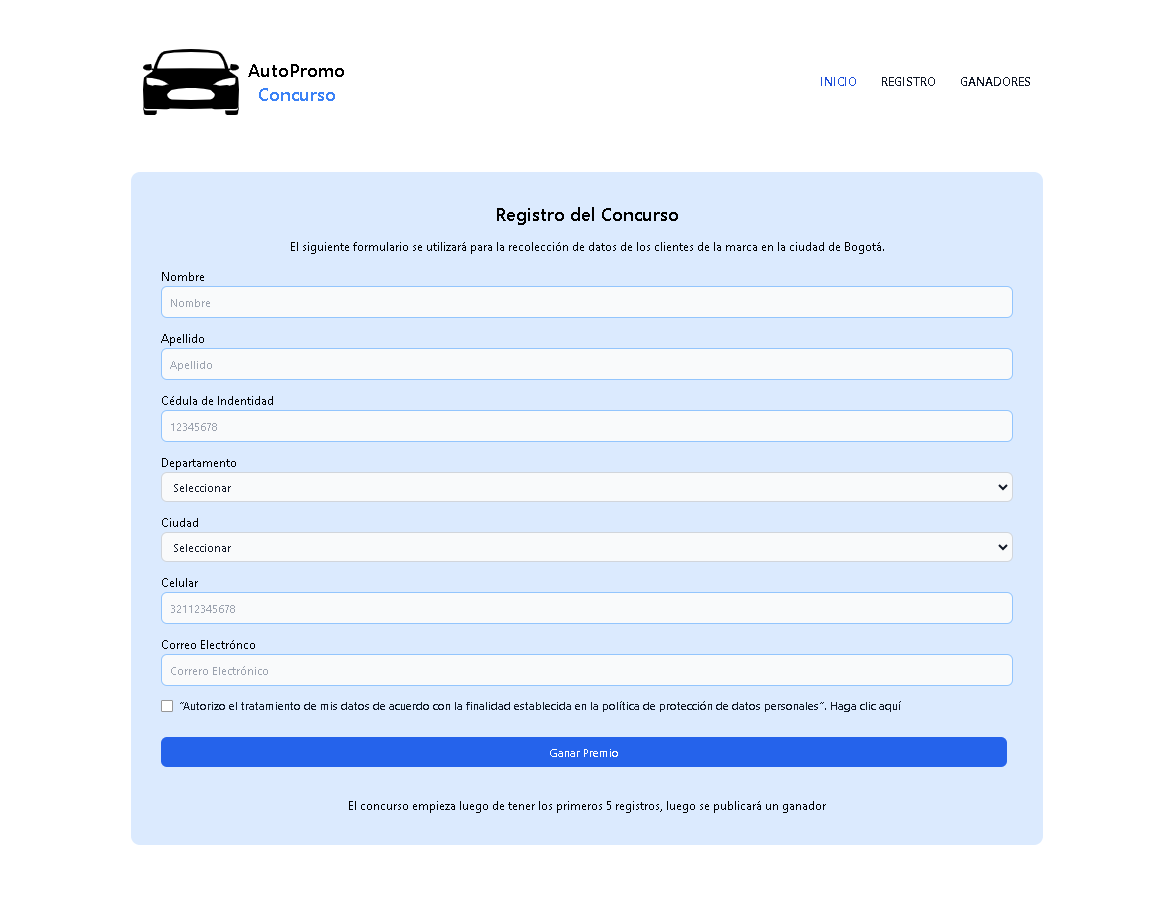 AutoPromo
Concurso
INICIO REGISTRO GANADORES
Registro del Concurso
El siguiente formulario se utilizará para la recolección de datos de los clientes de la marca en la ciudad de Bogotá.
Nombre
Nombre
Apellido
Apellido
Cédula de Indentidad
12345678
Departamento
Seleccionar
Ciudad
Seleccionar
Celular
32112345678
Correo Electrónco
Correro Electrónico
"Autorizo el tratamiento de mis datos de acuerdo con la finalidad establecida en la política de protección de datos personales". Haga clic aquí
Ganar Premio
El concurso empieza luego de tener los primeros 5 registros, luego se publicará un ganador